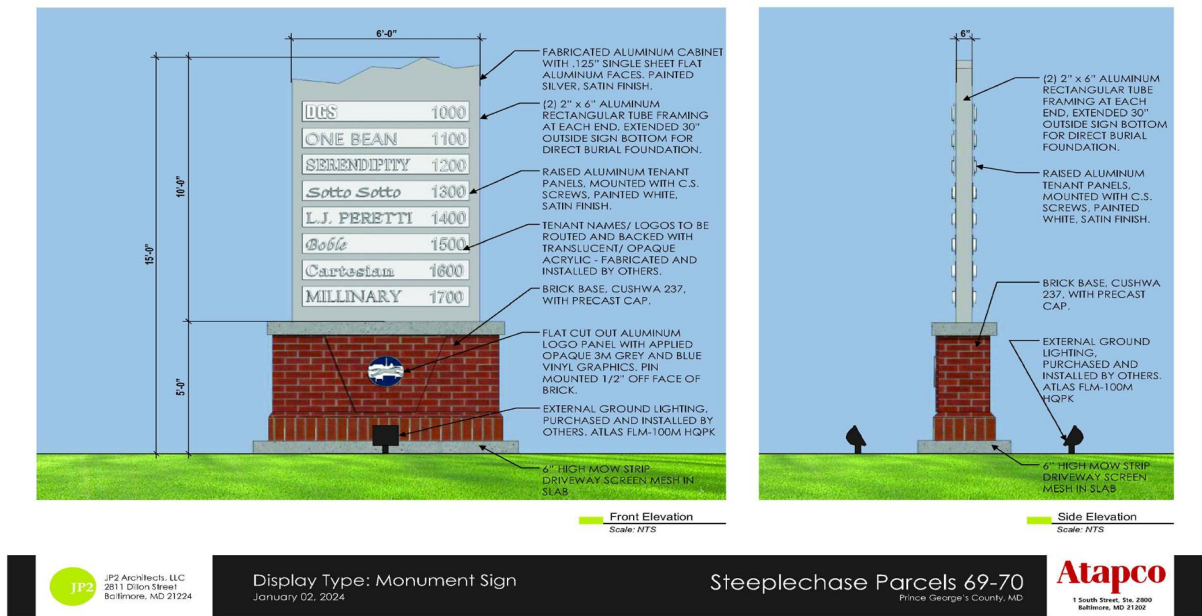 6'-0"
15'-0"
10'-0"
5'-0"
DGS 1000
ONE BEAN 1100
SERENDIPITY 1200
Sotto Sotto 1300
L.J. PERETTI 1400
Boble 1500
Cartesian 1600
MILLINARY 1700
FABRICATED ALUMINUM CABINET
WITH .125" SINGLE SHEET FLAT
ALUMINUM FACES. PAINTED
SILVER, SATIN FINISH.
(2) 2" x 6" ALUMINUM
RECTANGULAR TUBE FRAMING
AT EACH END, EXTENDED 30"
OUTSIDE SIGN BOTTOM FOR
DIRECT BURIAL FOUNDATION.
RAISED ALUMINUM TENANT
PANELS, MOUNTED WITH C.S.
SCREWS, PAINTED WHITE,
SATIN FINISH.
TENANT NAMES/ LOGOS TO BE
ROUTED AND BACKED WITH
TRANSLUCENT/ OPAQUE
ACRYLIC - FABRICATED AND
INSTALLED BY OTHERS.
BRICK BASE, CUSHWA 237,
WITH PRECAST CAP.
FLAT CUT OUT ALUMINUM
LOGO PANEL WITH APPLIED
OPAQUE 3M GREY AND BLUE
VINYL GRAPHICS. PIN
MOUNTED 1/2" OFF FACE OF
BRICK.
EXTERNAL GROUND LIGHTING.
PURCHASED AND INSTALLED BY
OTHERS. ATLAS FLM-100M HQPK
6" HIGH MOW STRIP
DRIVEWAY SCREEN MESH IN
SLAB
Front Elevation
Scale: NTS
6"
(2) 2" x 6" ALUMINUM
RECTANGULAR TUBE
FRAMING AT EACH
END, EXTENDED 30"
OUTSIDE SIGN BOTTOM
FOR DIRECT BURIAL
FOUNDATION.
RAISED ALUMINUM
TENANT PANELS,
MOUNTED WITH C.S.
SCREWS, PAINTED
WHITE, SATIN FINISH.
BRICK BASE, CUSHWA
237, WITH PRECAST
CAP.
EXTERNAL GROUND
LIGHTING,
PURCHASED AND
INSTALLED BY OTHERS.
ATLAS FLM-100M
HQPK
6" HIGH MOW STRIP
DRIVEWAY SCREEN
MESH IN SLAB
Side Elevation
Scale: NTS
JP2
JP2 Architects, LLC
2811 Dillon Street
Baltimore, MD 21224
Display Type: Monument Sign
January 02, 2024
Steeplechase Parcels 69-70
Prince George's County, MD
Atapco
1 South Street, Ste. 2800
Baltimore, MD 21202